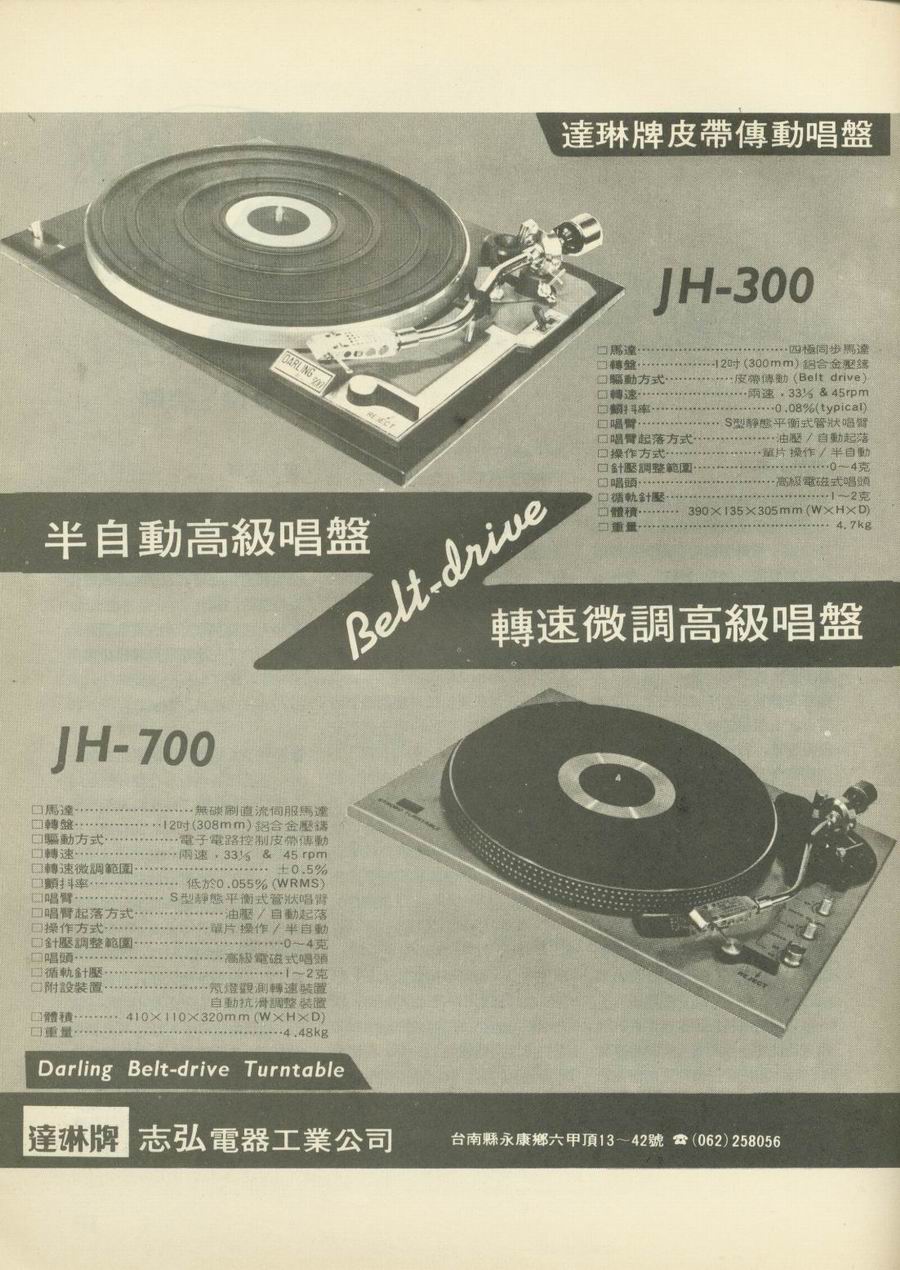 達琳牌皮帶傳動唱盤
JH-300
□馬達……四極同步馬達
□轉盤……12吋(300mm)鋁合金壓鑄
□驅動方式……皮帶傳動 (Belt drive)
□轉速……兩速，33⅓ & 45rpm
□顫抖率……0.08%(typical)
□唱臂……S型靜態平衡式管狀唱臂
□唱臂起落方式……油壓/自動起落
□操作方式……單片操作/半自動
□針壓調整範圍……0～4克
□唱頭……高級電磁式唱頭
□循軌針壓……1～2克
□體積……390×135×305mm(W×H×D)
□重量……4.7kg
DARLING
REJECT
半自動高級唱盤
Belt-drive
轉速微調高級唱盤
JH-700
□馬達……無碳刷直流伺服馬達
□轉盤……12吋(308mm)鋁合金壓鑄
□驅動方式……電子電路控制皮帶傳動
□轉速……兩速，33⅓ & 45 rpm
□轉速微調範圍……±0.5%
□顫抖率……低於0.055%(WRMS)
□唱臂……S型靜態平衡式管狀唱臂
□唱臂起落方式……油壓/自動起落
□操作方式……單片操作/半自動
□針壓調整範圍……0～4克
□唱頭……高級電磁式唱頭
□循軌針壓……1～2克
□附設裝置……氖燈觀測轉速裝置
自動抗滑調整裝置
□體積……410×110×320mm(W×H×D)
□重量……4.48kg
REJECT
Darling Belt-drive Turntable
達琳牌 志弘電器工業公司 台南縣永康鄉六甲頂13～42號 ☎(062)258056